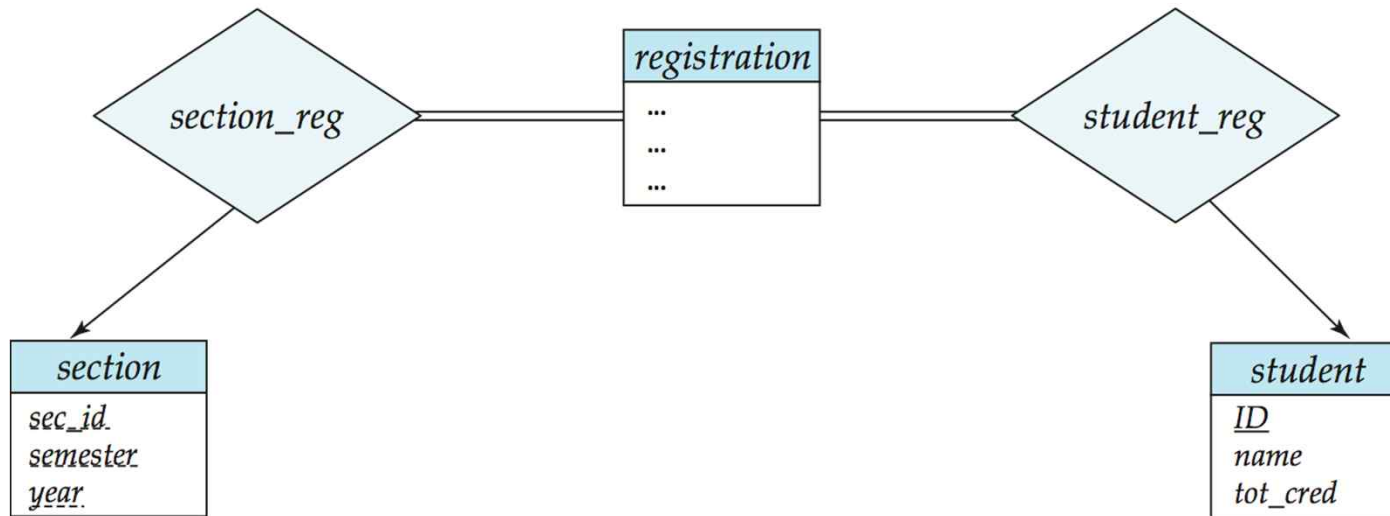 section_reg
registration
...
...
...
student_reg
section
sec_id
semester
year
student
ID
name
tot_cred